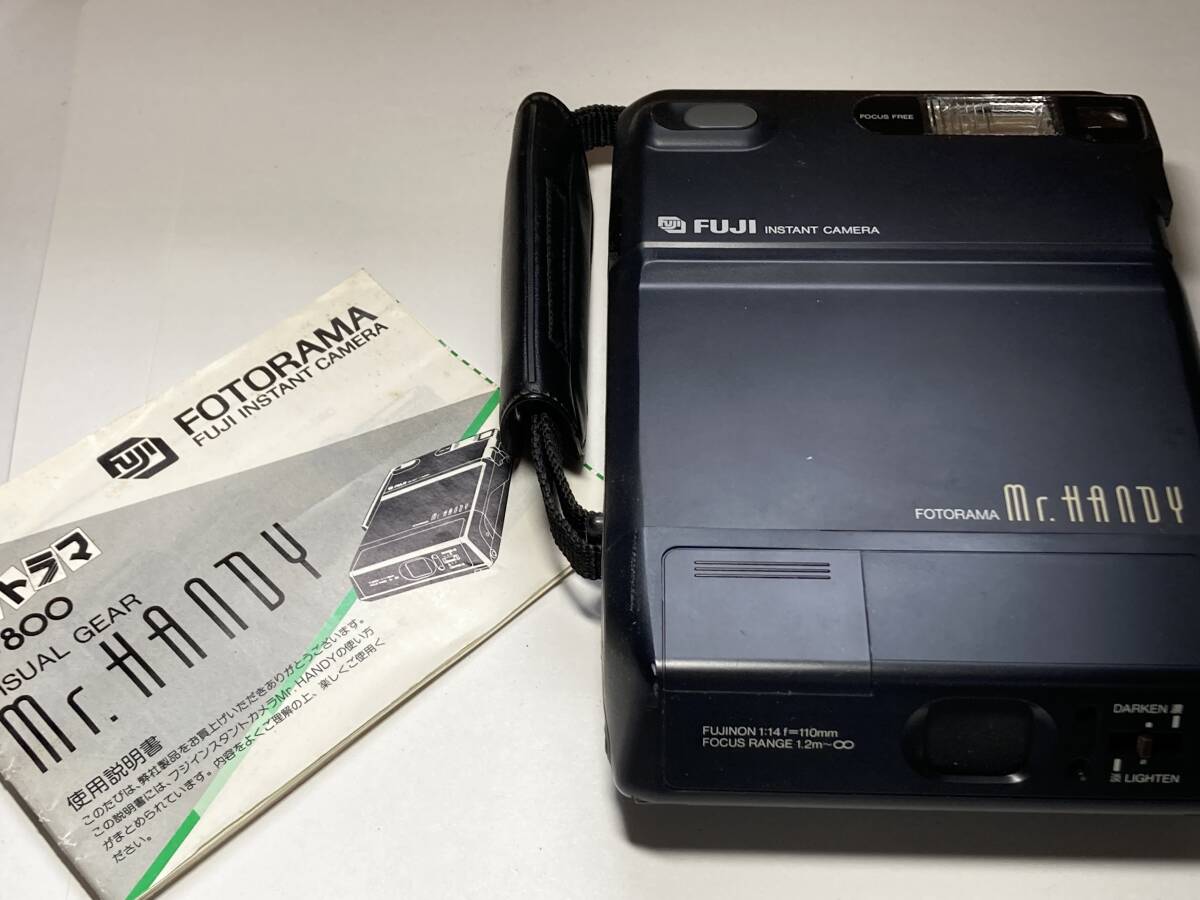 FUJI
FOTORAMA
FUJI INSTANT CAMERA
トラマ
800
ISUAL GEAR
Mr. HANDY
使用説明書
このたびは、弊社製品をお買上げいただきありがとうございます。
この説明書には、フジインスタントカメラMr. HANDYの使い方
がまとめられています。内容をよくご理解の上、楽しくご使用く
ださい。
FOCUS FREE
FUJI FUJI INSTANT CAMERA
FOTORAMA Mr. HANDY
FUJINON 1:14 f=110mm
FOCUS RANGE 1.2m~∞
DARKEN 濃
淡 LIGHTEN